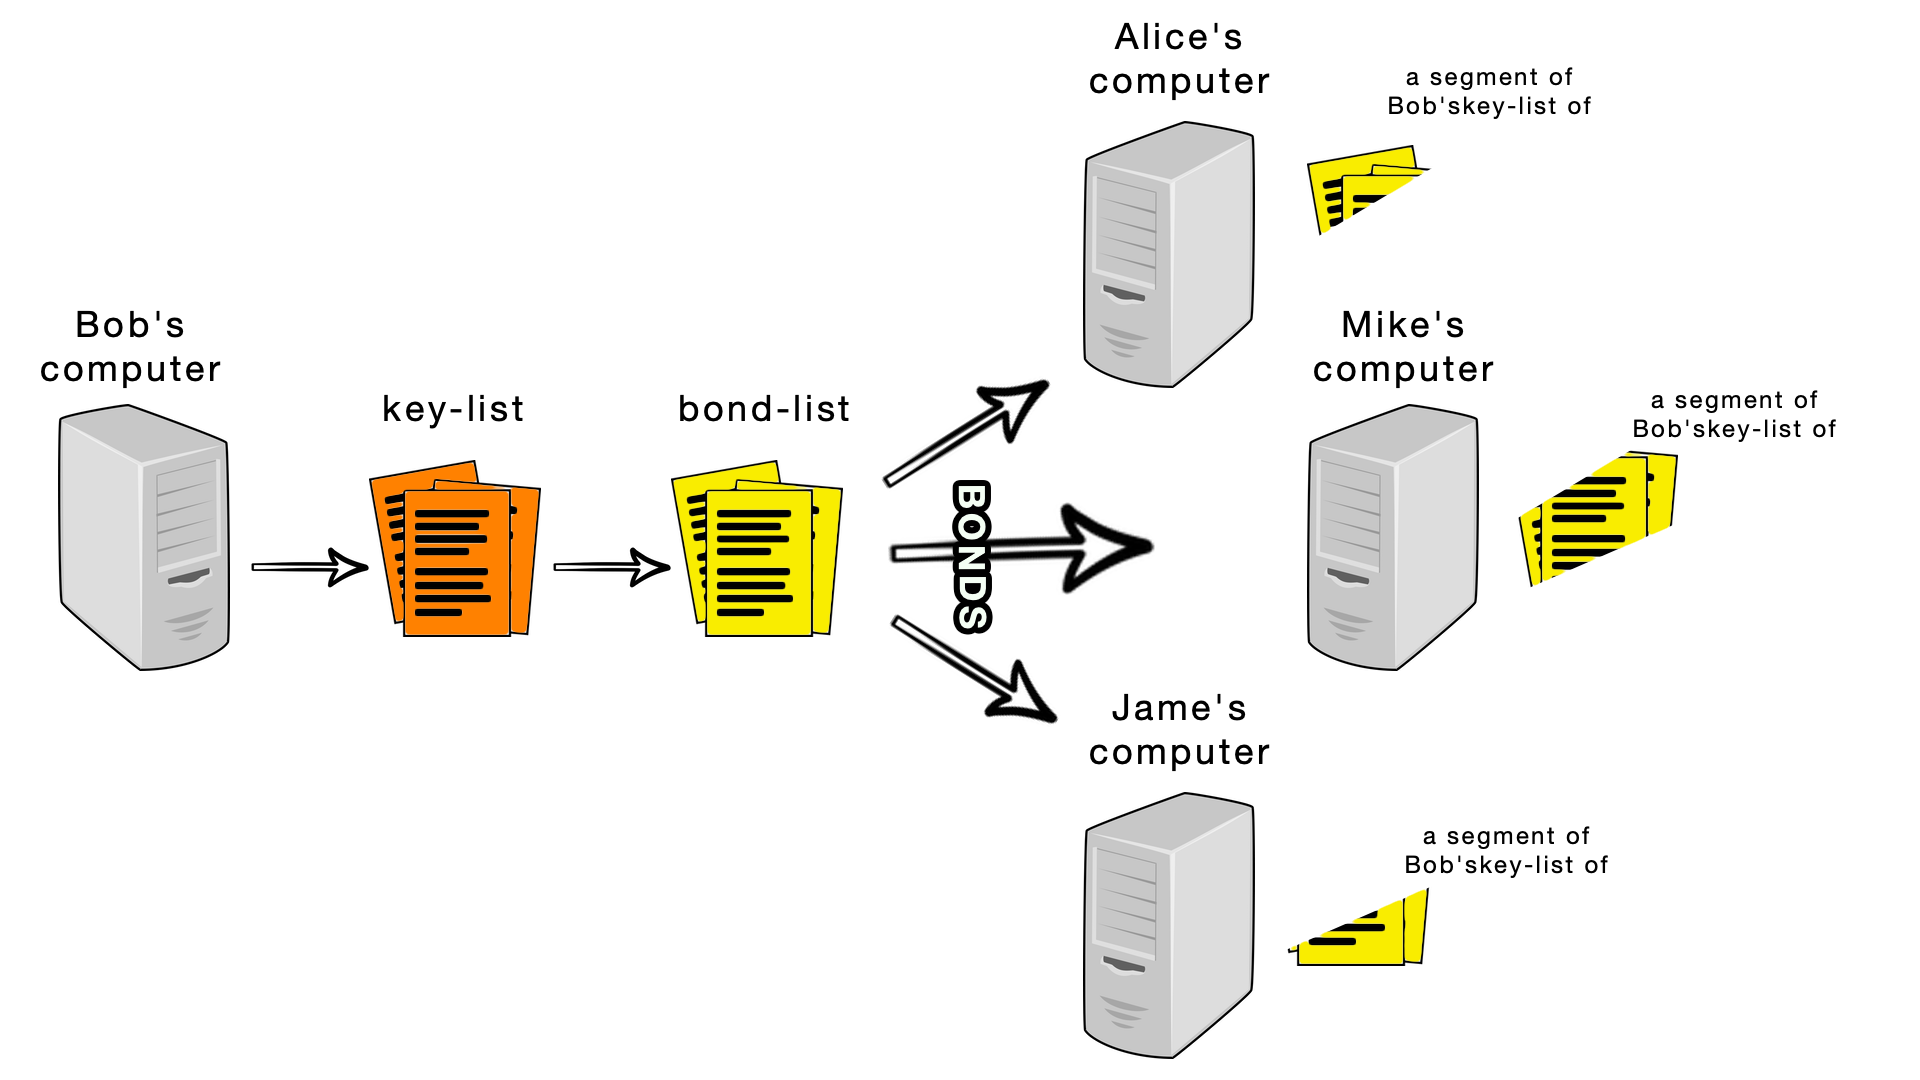 Alice's
computer
a segment of
Bob'skey-list of
Bob's
computer
key-list
bond-list
BONDS
Mike's
computer
a segment of
Bob'skey-list of
Jame's
computer
a segment of
Bob'skey-list of